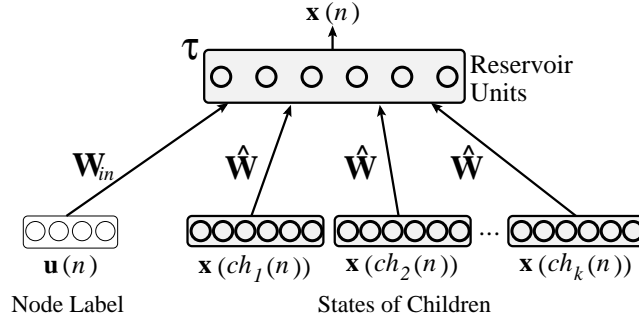 x(n)
τ
Reservoir
Units
W_in Ŵ Ŵ Ŵ
...
u(n) x(ch_1(n)) x(ch_2(n)) x(ch_k(n))
Node Label States of Children